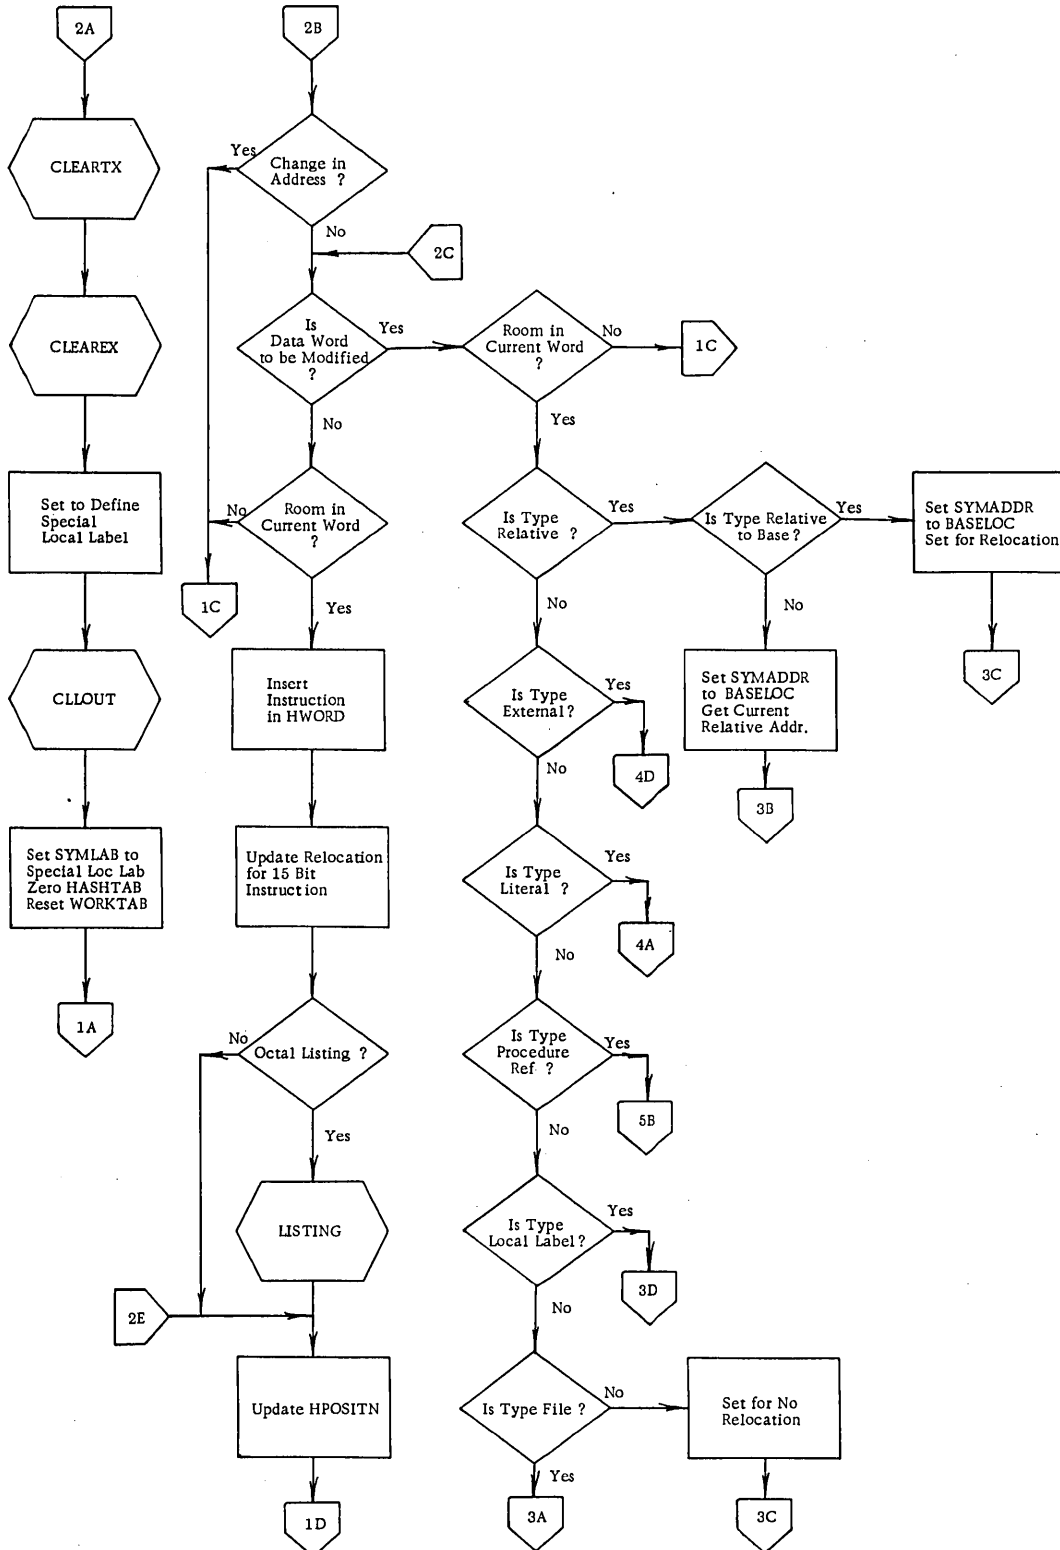 2A
CLEARTX
CLEAREX
Set to Define
Special
Local Label
CLLOUT
Set SYMLAB to
Special Loc Lab
Zero HASHTAB
Reset WORKTAB
1A
2B
Change in
Address ?
Yes
No
2C
Is
Data Word
to be Modified
?
Yes
No
Room in
Current Word
?
No
1C
Yes
Insert
Instruction
in HWORD
Update Relocation
for 15 Bit
Instruction
Octal Listing ?
No
Yes
LISTING
2E
Update HPOSITN
1D
Room in
Current Word
?
No
1C
Yes
Is Type
Relative ?
Yes
No
Is Type Relative
to Base ?
Yes
Set SYMADDR
to BASELOC
Set for Relocation
3C
No
Set SYMADDR
to BASELOC
Get Current
Relative Addr.
3B
Is Type
External ?
Yes
4D
No
Is Type
Literal ?
Yes
4A
No
Is Type
Procedure
Ref ?
Yes
5B
No
Is Type
Local Label ?
Yes
3D
No
Is Type File ?
No
Set for No
Relocation
3C
Yes
3A